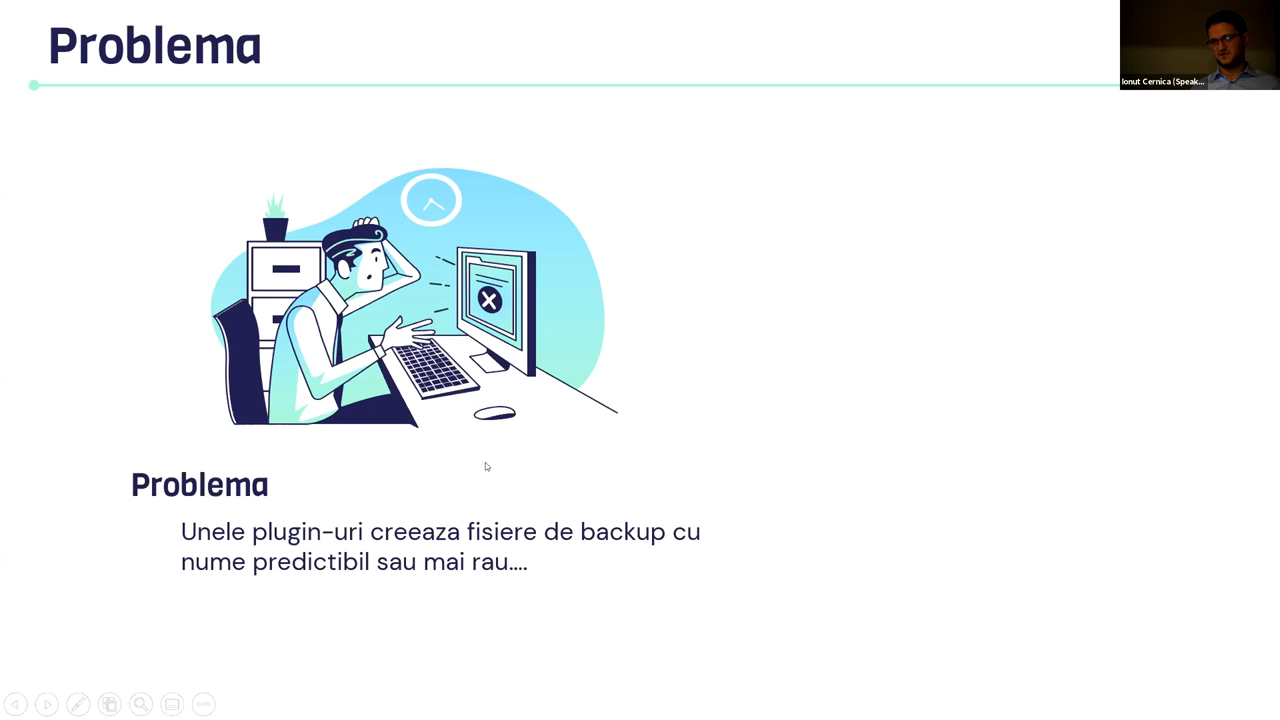 Problema
Ionut Cernica (Speak...
Problema
Unele plugin-uri creeaza fisiere de backup cu
nume predictibil sau mai rau....